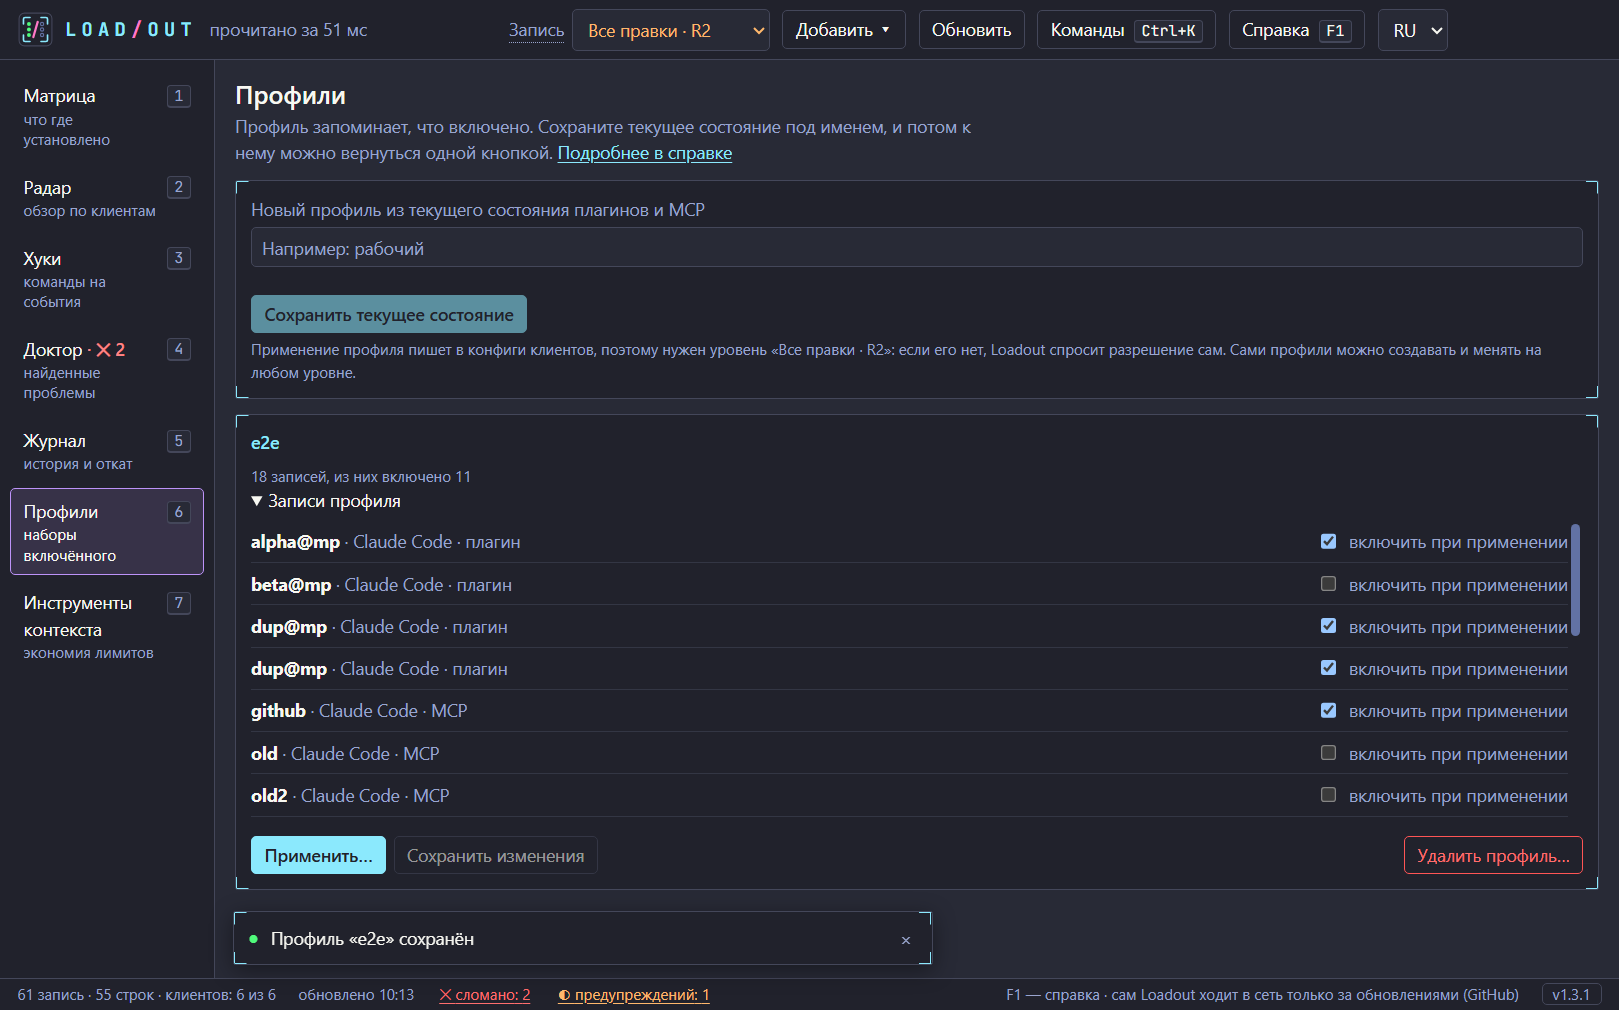 LOAD/OUT прочитано за 51 мс Запись Все правки · R2 Добавить ▼ Обновить Команды Ctrl+K Справка F1 RU
Матрица 1
что где
установлено
Радар 2
обзор по клиентам
Хуки 3
команды на
события
Доктор · ✕ 2 4
найденные
проблемы
Журнал 5
история и откат
Профили 6
наборы
включённого
Инструменты 7
контекста
экономия лимитов
Профили
Профиль запоминает, что включено. Сохраните текущее состояние под именем, и потом к
нему можно вернуться одной кнопкой. Подробнее в справке
Новый профиль из текущего состояния плагинов и MCP
Например: рабочий
Сохранить текущее состояние
Применение профиля пишет в конфиги клиентов, поэтому нужен уровень «Все правки · R2»: если его нет, Loadout спросит разрешение сам. Сами профили можно создавать и менять на
любом уровне.
e2e
18 записей, из них включено 11
▼ Записи профиля
alpha@mp · Claude Code · плагин включить при применении
beta@mp · Claude Code · плагин включить при применении
dup@mp · Claude Code · плагин включить при применении
dup@mp · Claude Code · плагин включить при применении
github · Claude Code · MCP включить при применении
old · Claude Code · MCP включить при применении
old2 · Claude Code · MCP включить при применении
Применить... Сохранить изменения Удалить профиль...
Профиль «e2e» сохранён ×
61 запись · 55 строк · клиентов: 6 из 6 обновлено 10:13 ✕ сломано: 2 ◐ предупреждений: 1 F1 — справка · сам Loadout ходит в сеть только за обновлениями (GitHub) v1.3.1